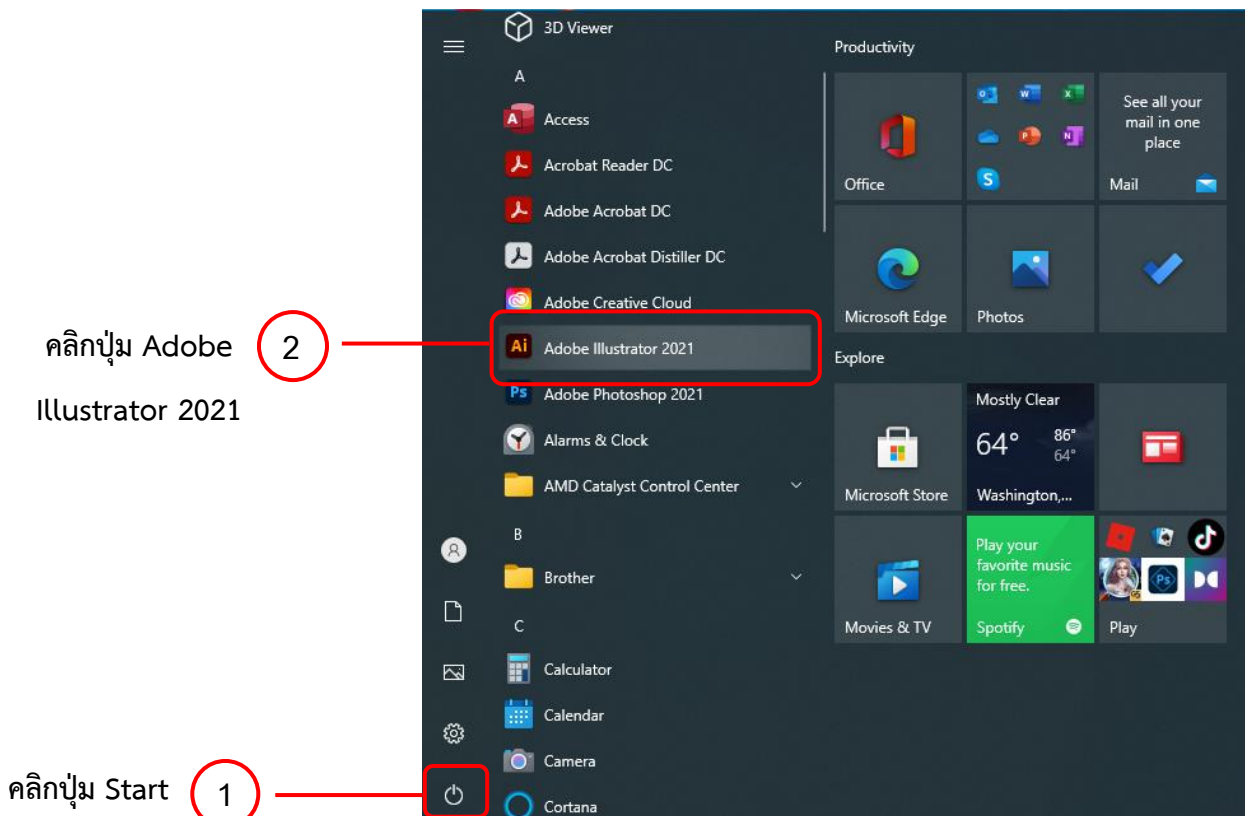 3D Viewer
A
Access
Acrobat Reader DC
Adobe Acrobat DC
Adobe Acrobat Distiller DC
Adobe Creative Cloud
Ai Adobe Illustrator 2021
Ps Adobe Photoshop 2021
Alarms & Clock
AMD Catalyst Control Center
B
Brother
C
Calculator
Calendar
Camera
Cortana
Productivity
Office
See all your
mail in one
place
Mail
Microsoft Edge
Photos
Explore
Microsoft Store
Mostly Clear
64° 86°
64°
Washington,...
Movies & TV
Play your
favorite music
for free.
Spotify
Ps
Play
คลิกปุ่ม Adobe 2
Illustrator 2021
คลิกปุ่ม Start 1